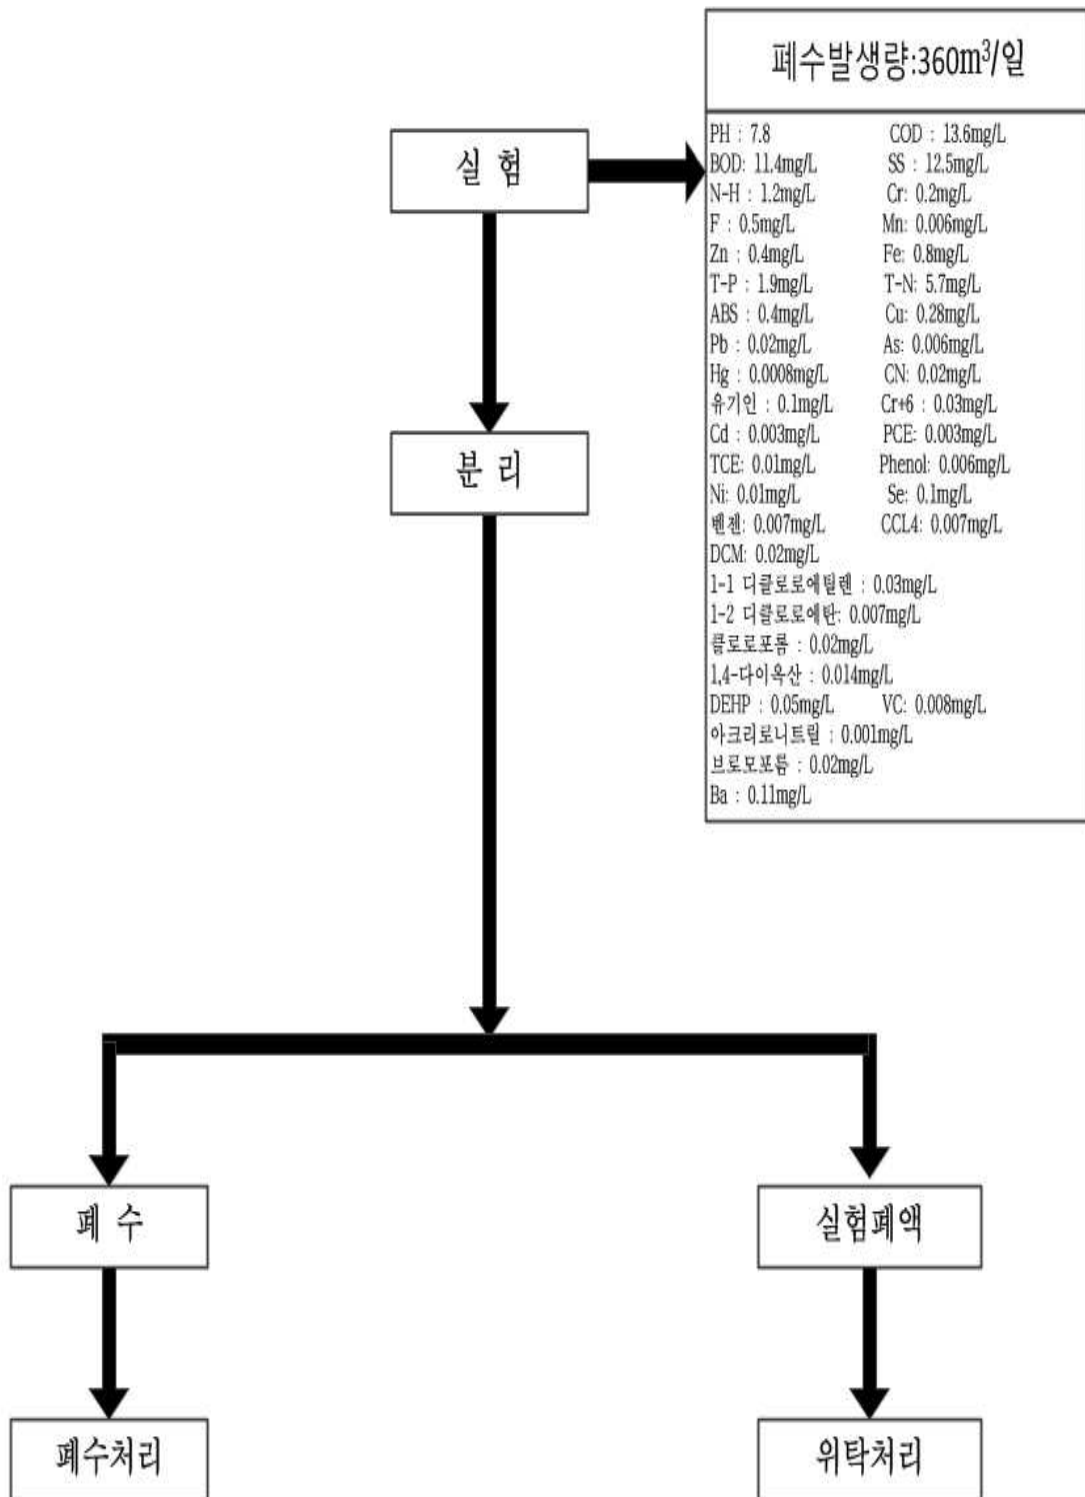 폐수발생량:360m³/일
실 험
PH : 7.8 COD : 13.6mg/L
BOD: 11.4mg/L SS : 12.5mg/L
N-H : 1.2mg/L Cr: 0.2mg/L
F : 0.5mg/L Mn: 0.006mg/L
Zn : 0.4mg/L Fe: 0.8mg/L
T-P : 1.9mg/L T-N: 5.7mg/L
ABS : 0.4mg/L Cu: 0.28mg/L
Pb : 0.02mg/L As: 0.006mg/L
Hg : 0.0008mg/L CN: 0.02mg/L
유기인 : 0.1mg/L Cr+6 : 0.03mg/L
Cd : 0.003mg/L PCE: 0.003mg/L
TCE: 0.01mg/L Phenol: 0.006mg/L
Ni: 0.01mg/L Se: 0.1mg/L
벤젠: 0.007mg/L CCL4: 0.007mg/L
DCM: 0.02mg/L
1-1 디클로로에틸렌 : 0.03mg/L
1-2 디클로로에탄: 0.007mg/L
클로로포름 : 0.02mg/L
1,4-다이옥산 : 0.014mg/L
DEHP : 0.05mg/L VC: 0.008mg/L
아크리로니트릴 : 0.001mg/L
브로모포름 : 0.02mg/L
Ba : 0.11mg/L
분 리
폐 수
실험폐액
폐수처리
위탁처리